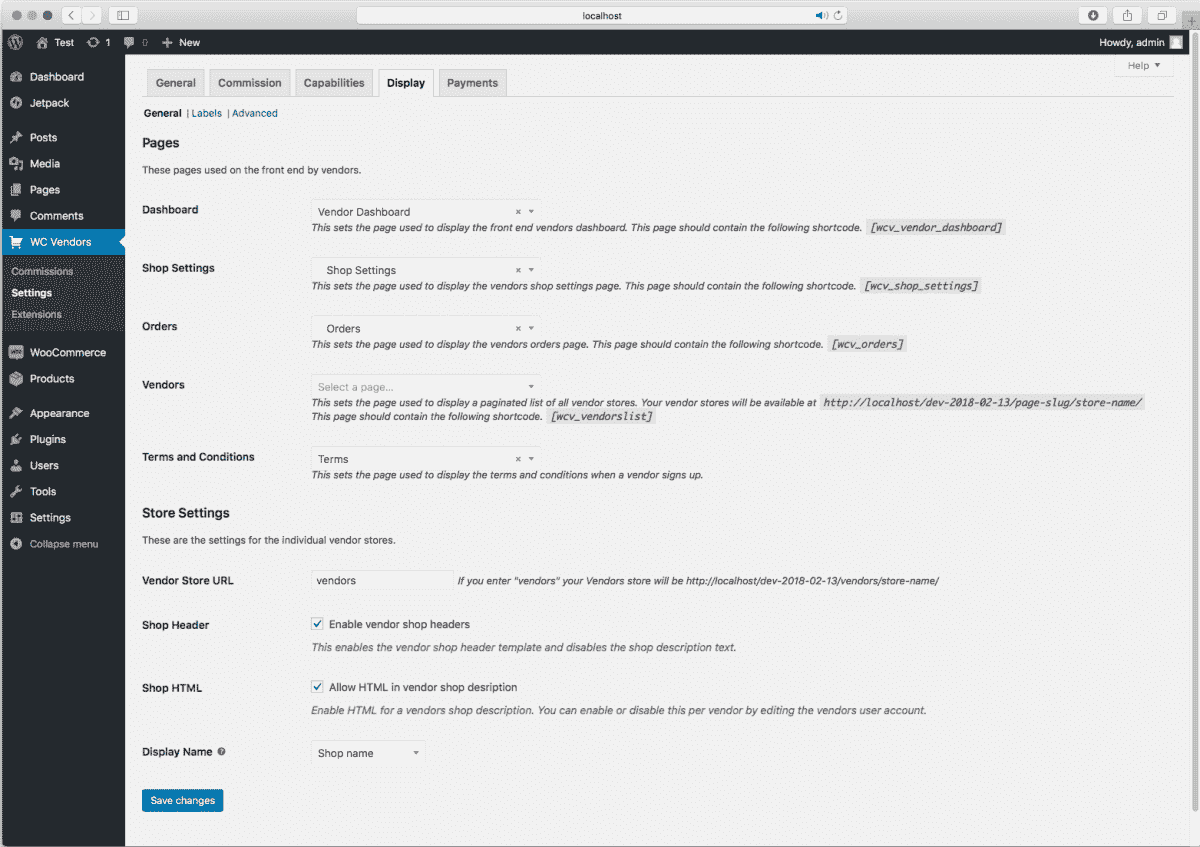 localhost
Test 1 0 New
Howdy, admin
Help
Dashboard
Jetpack
Posts
Media
Pages
Comments
WC Vendors
Commissions
Settings
Extensions
WooCommerce
Products
Appearance
Plugins
Users
Tools
Settings
Collapse menu
General Commission Capabilities Display Payments
General | Labels | Advanced
Pages
These pages used on the front end by vendors.
Dashboard
Vendor Dashboard × 
This sets the page used to display the front end vendors dashboard. This page should contain the following shortcode. [wcv_vendor_dashboard]
Shop Settings
Shop Settings ×
This sets the page used to display the vendors shop settings page. This page should contain the following shortcode. [wcv_shop_settings]
Orders
Orders ×
This sets the page used to display the vendors orders page. This page should contain the following shortcode. [wcv_orders]
Vendors
Select a page...
This sets the page used to display a paginated list of all vendor stores. Your vendor stores will be available at http://localhost/dev-2018-02-13/page-slug/store-name/
This page should contain the following shortcode. [wcv_vendorslist]
Terms and Conditions
Terms ×
This sets the page used to display the terms and conditions when a vendor signs up.
Store Settings
These are the settings for the individual vendor stores.
Vendor Store URL
vendors If you enter "vendors" your Vendors store will be http://localhost/dev-2018-02-13/vendors/store-name/
Shop Header
Enable vendor shop headers
This enables the vendor shop header template and disables the shop description text.
Shop HTML
Allow HTML in vendor shop desription
Enable HTML for a vendors shop description. You can enable or disable this per vendor by editing the vendors user account.
Display Name ?
Shop name
Save changes